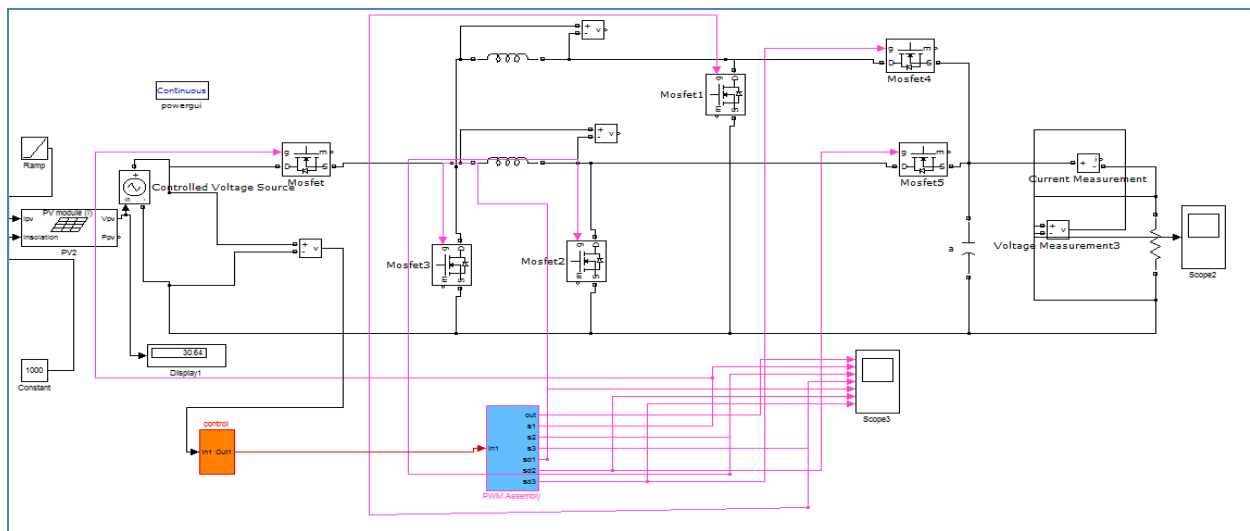 Continuous
powergui
Ramp
Controlled Voltage Source
PV module (I)
Ipv
Insolation
Vpv
Ppv
PV2
1000
Constant
30.64
Display1
control
In1 Out1
In1
out
s1
s2
s3
sd1
sd2
sd3
PWM Assembly
g
m
D
S
Mosfet
+
-
v
+
-
v
+
-
v
g
D
m
S
Mosfet1
g
D
m
S
Mosfet2
g
D
m
S
Mosfet3
g
m
D
S
Mosfet4
g
m
D
S
Mosfet5
a
+
-
i
Current Measurement
+
-
v
Voltage Measurement3
Scope2
Scope3